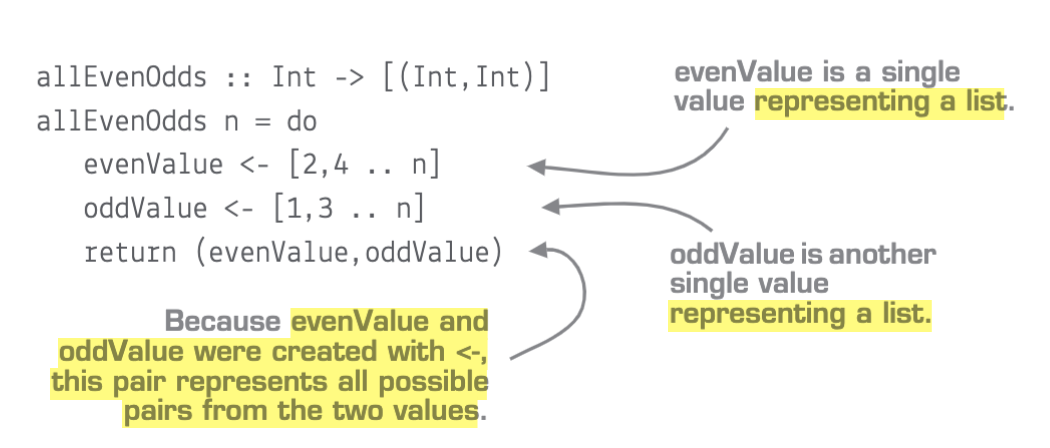 allEvenOdds :: Int -> [(Int,Int)]
allEvenOdds n = do
   evenValue <- [2,4 .. n]
   oddValue <- [1,3 .. n]
   return (evenValue,oddValue)
evenValue is a single
value representing a list.
oddValue is another
single value
representing a list.
Because evenValue and
oddValue were created with <-,
this pair represents all possible
pairs from the two values.